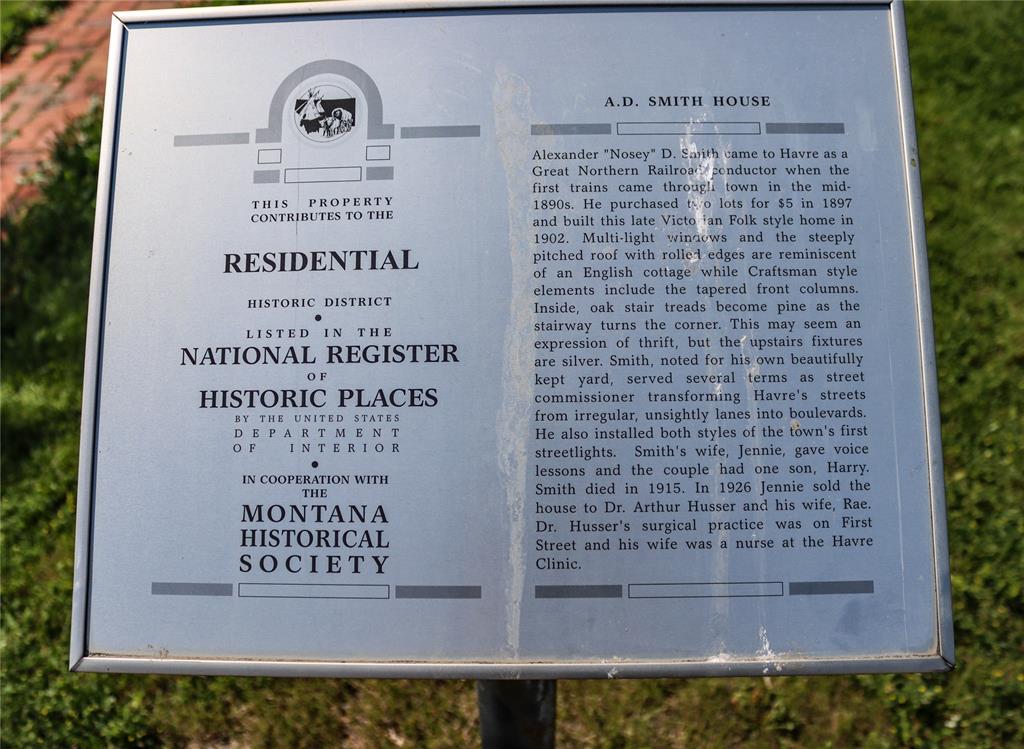 THIS PROPERTY
CONTRIBUTES TO THE
RESIDENTIAL
HISTORIC DISTRICT
•
LISTED IN THE
NATIONAL REGISTER
OF
HISTORIC PLACES
BY THE UNITED STATES
DEPARTMENT
OF INTERIOR
•
IN COOPERATION WITH
THE
MONTANA
HISTORICAL
SOCIETY
A.D. SMITH HOUSE
Alexander "Nosey" D. Smith came to Havre as a
Great Northern Railroad conductor when the
first trains came through town in the mid-
1890s. He purchased two lots for $5 in 1897
and built this late Victorian Folk style home in
1902. Multi-light windows and the steeply
pitched roof with rolled edges are reminiscent
of an English cottage while Craftsman style
elements include the tapered front columns.
Inside, oak stair treads become pine as the
stairway turns the corner. This may seem an
expression of thrift, but the upstairs fixtures
are silver. Smith, noted for his own beautifully
kept yard, served several terms as street
commissioner transforming Havre's streets
from irregular, unsightly lanes into boulevards.
He also installed both styles of the town's first
streetlights. Smith's wife, Jennie, gave voice
lessons and the couple had one son, Harry.
Smith died in 1915. In 1926 Jennie sold the
house to Dr. Arthur Husser and his wife, Rae.
Dr. Husser's surgical practice was on First
Street and his wife was a nurse at the Havre
Clinic.